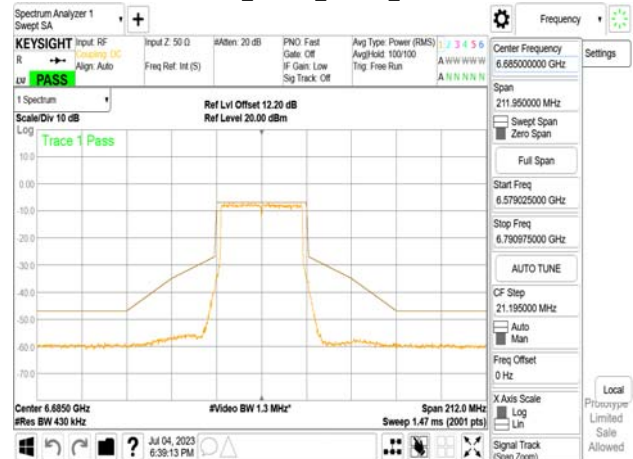 Spectrum Analyzer 1
Swept SA
Frequency
KEYSIGHT
R
LV PASS
Input: RF
Coupling: DC
Align: Auto
Input Z: 50 Ω
Freq Ref: Int (S)
#Atten: 20 dB
PNO: Fast
Gate: Off
IF Gain: Low
Sig Track: Off
Avg Type: Power (RMS)
Avg|Hold: 100/100
Trig: Free Run
1 2 3 4 5 6
A W W W W W
A N N N N N
1 Spectrum
Scale/Div 10 dB
Ref Lvl Offset 12.20 dB
Ref Level 20.00 dBm
Log
Trace 1 Pass
10.0
0.00
-10.0
-20.0
-30.0
-40.0
-50.0
-60.0
-70.0
Center 6.6850 GHz
#Res BW 430 kHz
#Video BW 1.3 MHz*
Span 212.0 MHz
Sweep 1.47 ms (2001 pts)
Jul 04, 2023
6:39:13 PM
Center Frequency
6.685000000 GHz
Settings
Span
211.950000 MHz
Swept Span
Zero Span
Full Span
Start Freq
6.579025000 GHz
Stop Freq
6.790975000 GHz
AUTO TUNE
CF Step
21.195000 MHz
Auto
Man
Freq Offset
0 Hz
X Axis Scale
Log
Lin
Signal Track
(Span Zoom)
Local
Prototype
Limited
Sale
Allowed